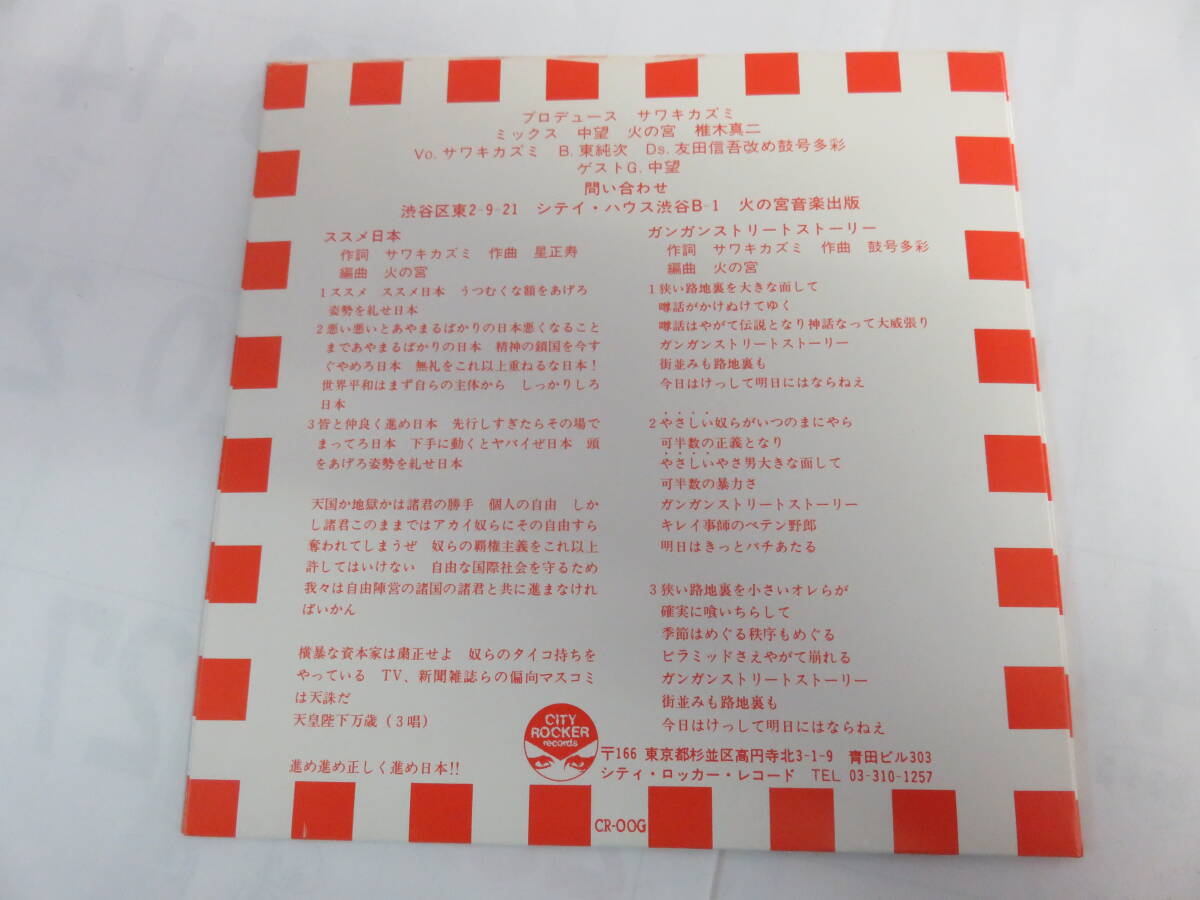 プロデュース　サワキカズミ
ミックス　中望　火の宮　椎木真二
Vo. サワキカズミ　B. 東純次　Ds. 友田信吾改め鼓号多彩
ゲストG. 中望
問い合わせ
渋谷区東2-9-21　シテイ・ハウス渋谷B-1　火の宮音楽出版
ススメ日本
作詞　サワキカズミ　作曲　星正寿
編曲　火の宮
1 ススメ　ススメ日本　うつむくな額をあげろ
姿勢を札せ日本
2 悪い悪いとあやまるばかりの日本悪くなること
まであやまるばかりの日本　精神の鎖国を今す
ぐやめろ日本　無礼をこれ以上重ねるな日本！
世界平和はまず自らの主体から　しっかりしろ
日本
3 皆と仲良く進め日本　先行しすぎたらその場で
まってろ日本　下手に動くとヤバイぜ日本　頭
をあげろ姿勢を札せ日本
天国か地獄かは諸君の勝手　個人の自由　しか
し諸君このままではアカイ奴らにその自由すら
奪われてしまうぜ　奴らの覇権主義をこれ以上
許してはいけない　自由な国際社会を守るため
我々は自由陣営の諸国の諸君と共に進まなけれ
ばいかん
横暴な資本家は粛正せよ　奴らのタイコ持ちを
やっている　TV、新聞雑誌らの偏向マスコミ
は天誅だ
天皇陛下万歳（3唱）
進め進め正しく進め日本!!
ガンガンストリートストーリー
作詞　サワキカズミ　作曲　鼓号多彩
編曲　火の宮
1 狭い路地裏を大きな面して
噂話がかけぬけてゆく
噂話はやがて伝説となり神話なって大威張り
ガンガンストリートストーリー
街並みも路地裏も
今日はけっして明日にはならねえ
2 やさしい奴らがいつのまにやら
可半数の正義となり
やさしいやさ男大きな面して
可半数の暴力さ
ガンガンストリートストーリー
キレイ事師のペテン野郎
明日はきっとバチあたる
3 狭い路地裏を小さいオレらが
確実に喰いちらして
季節はめぐる秩序もめぐる
ピラミッドさえやがて崩れる
ガンガンストリートストーリー
街並みも路地裏も
今日はけっして明日にはならねえ
CITY
ROCKER
records
〒166 東京都杉並区高円寺北3-1-9　青田ビル303
シティ・ロッカー・レコード　TEL 03-310-1257
CR-00G